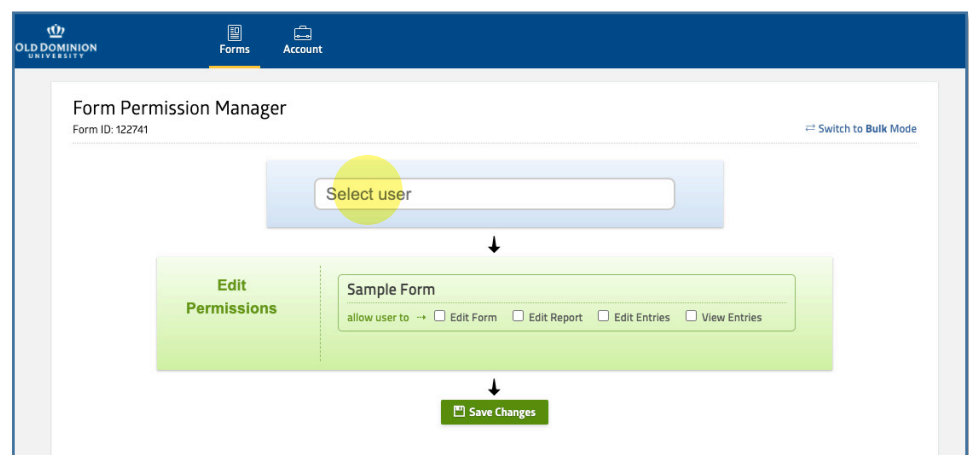 OLD DOMINION
UNIVERSITY
Forms
Account
Form Permission Manager
Form ID: 122741
⇄ Switch to Bulk Mode
Select user
Edit
Permissions
Sample Form
allow user to ⇢ Edit Form Edit Report Edit Entries View Entries
Save Changes